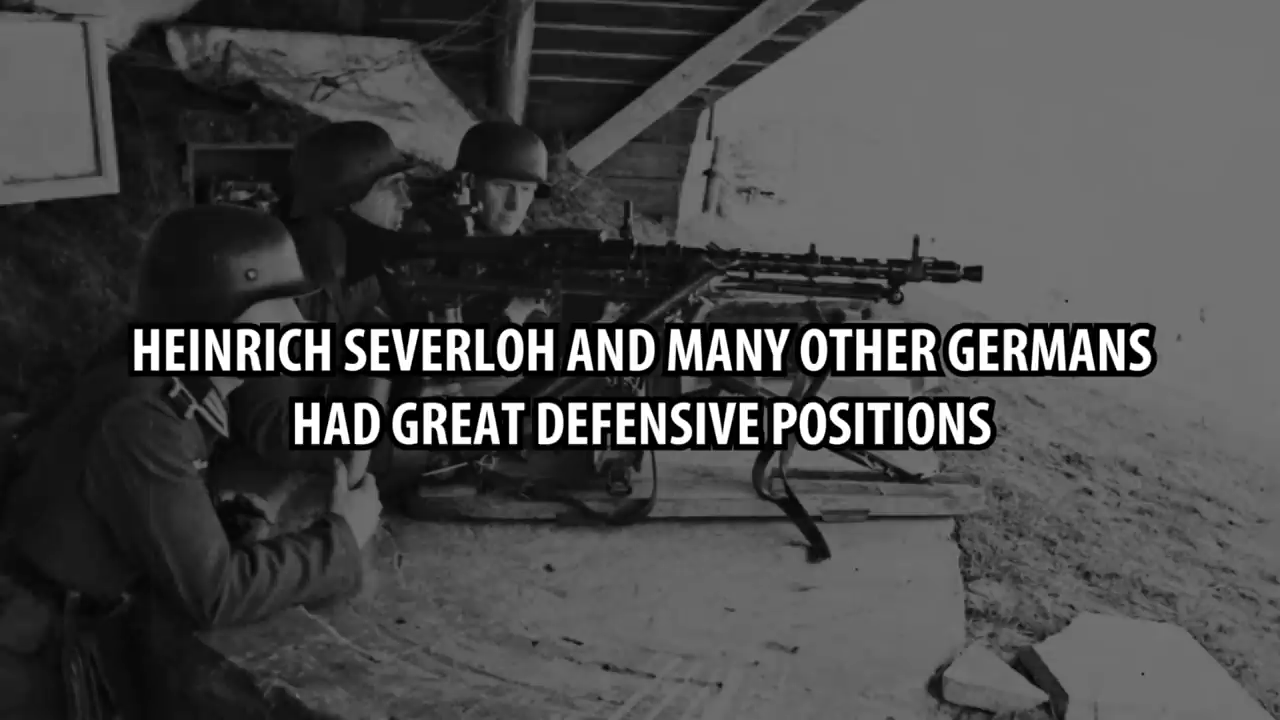 HEINRICH SEVERLOH AND MANY OTHER GERMANS
HAD GREAT DEFENSIVE POSITIONS